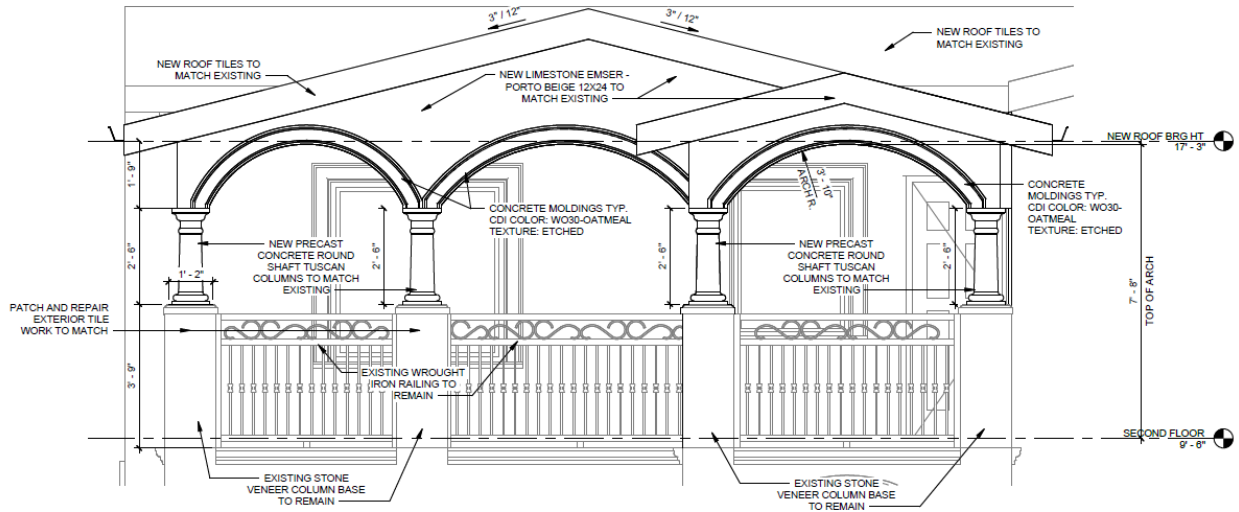 3" / 12"
3" / 12"
NEW ROOF TILES TO
MATCH EXISTING
NEW ROOF TILES TO
MATCH EXISTING
NEW LIMESTONE EMSER -
PORTO BEIGE 12X24 TO
MATCH EXISTING
NEW ROOF BRG HT
17' - 3"
1' - 9"
3' - 10"
ARCH R.
CONCRETE
MOLDINGS TYP.
CDI COLOR: WO30-
OATMEAL
TEXTURE: ETCHED
CONCRETE MOLDINGS TYP.
CDI COLOR: WO30-OATMEAL
TEXTURE: ETCHED
2' - 6"
2' - 6"
2' - 6"
2' - 6"
NEW PRECAST
CONCRETE ROUND
SHAFT TUSCAN
COLUMNS TO MATCH
EXISTING
NEW PRECAST
CONCRETE ROUND
SHAFT TUSCAN
COLUMNS TO MATCH
EXISTING
1' - 2"
7' - 8"
TOP OF ARCH
PATCH AND REPAIR
EXTERIOR TILE
WORK TO MATCH
3' - 9"
EXISTING WROUGHT
IRON RAILING TO
REMAIN
SECOND FLOOR
9' - 6"
EXISTING STONE
VENEER COLUMN BASE
TO REMAIN
EXISTING STONE
VENEER COLUMN BASE
TO REMAIN